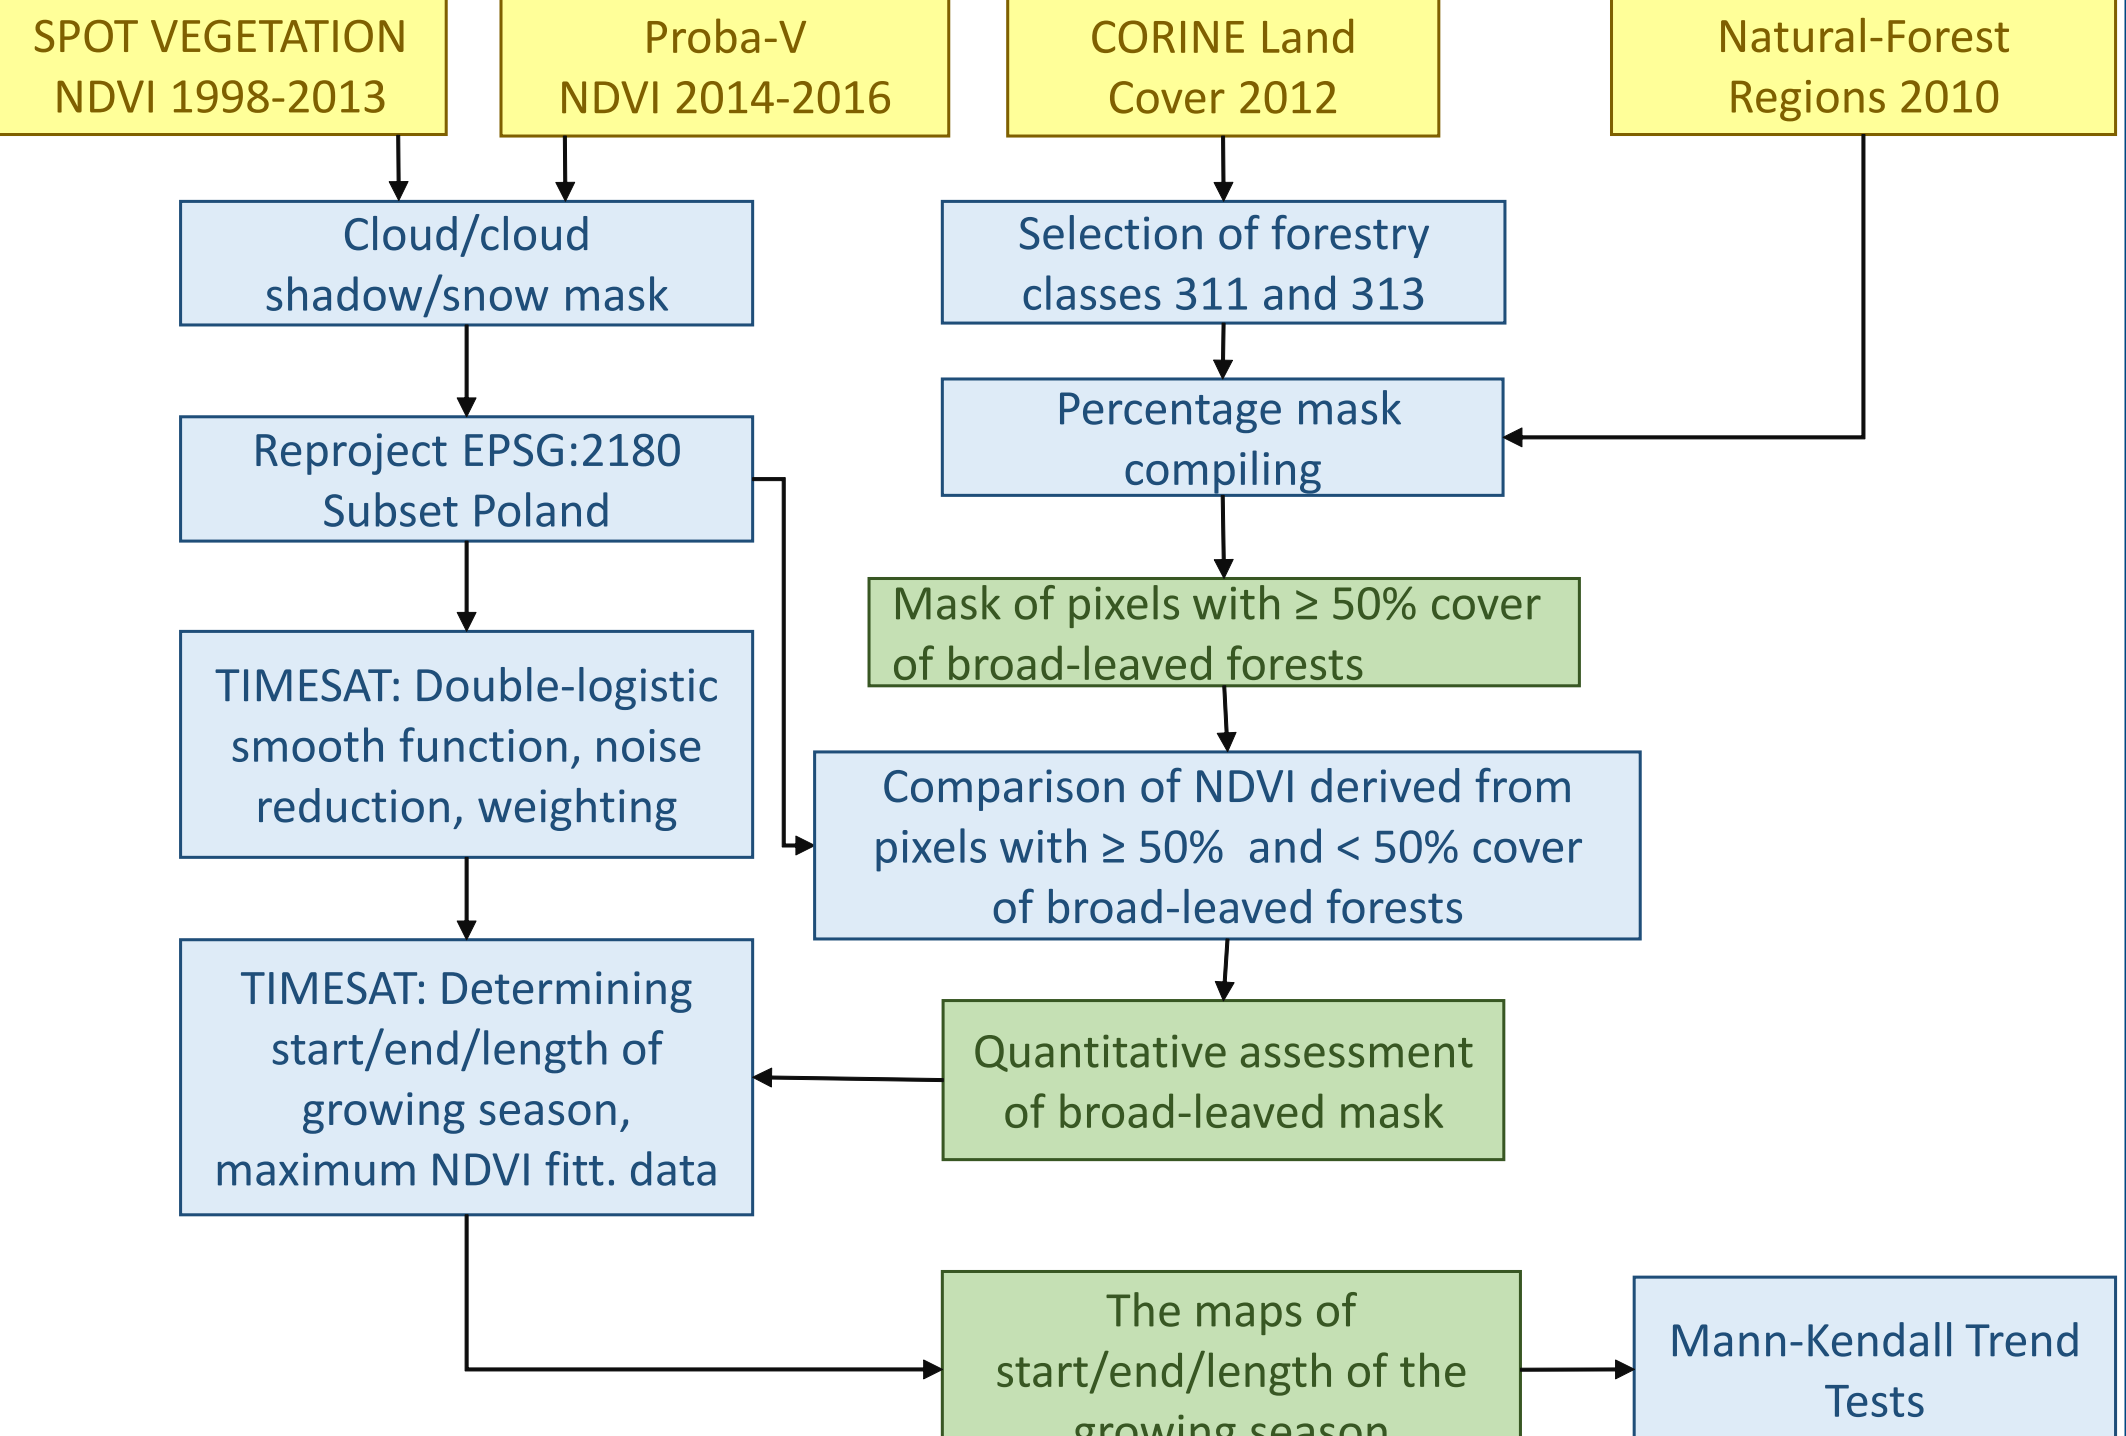 SPOT VEGETATION
NDVI 1998-2013
Proba-V
NDVI 2014-2016
CORINE Land
Cover 2012
Natural-Forest
Regions 2010
Cloud/cloud
shadow/snow mask
Selection of forestry
classes 311 and 313
Reproject EPSG:2180
Subset Poland
Percentage mask
compiling
Mask of pixels with ≥ 50% cover
of broad-leaved forests
TIMESAT: Double-logistic
smooth function, noise
reduction, weighting
Comparison of NDVI derived from
pixels with ≥ 50%  and < 50% cover
of broad-leaved forests
TIMESAT: Determining
start/end/length of
growing season,
maximum NDVI fitt. data
Quantitative assessment
of broad-leaved mask
The maps of
start/end/length of the
growing season
Mann-Kendall Trend
Tests